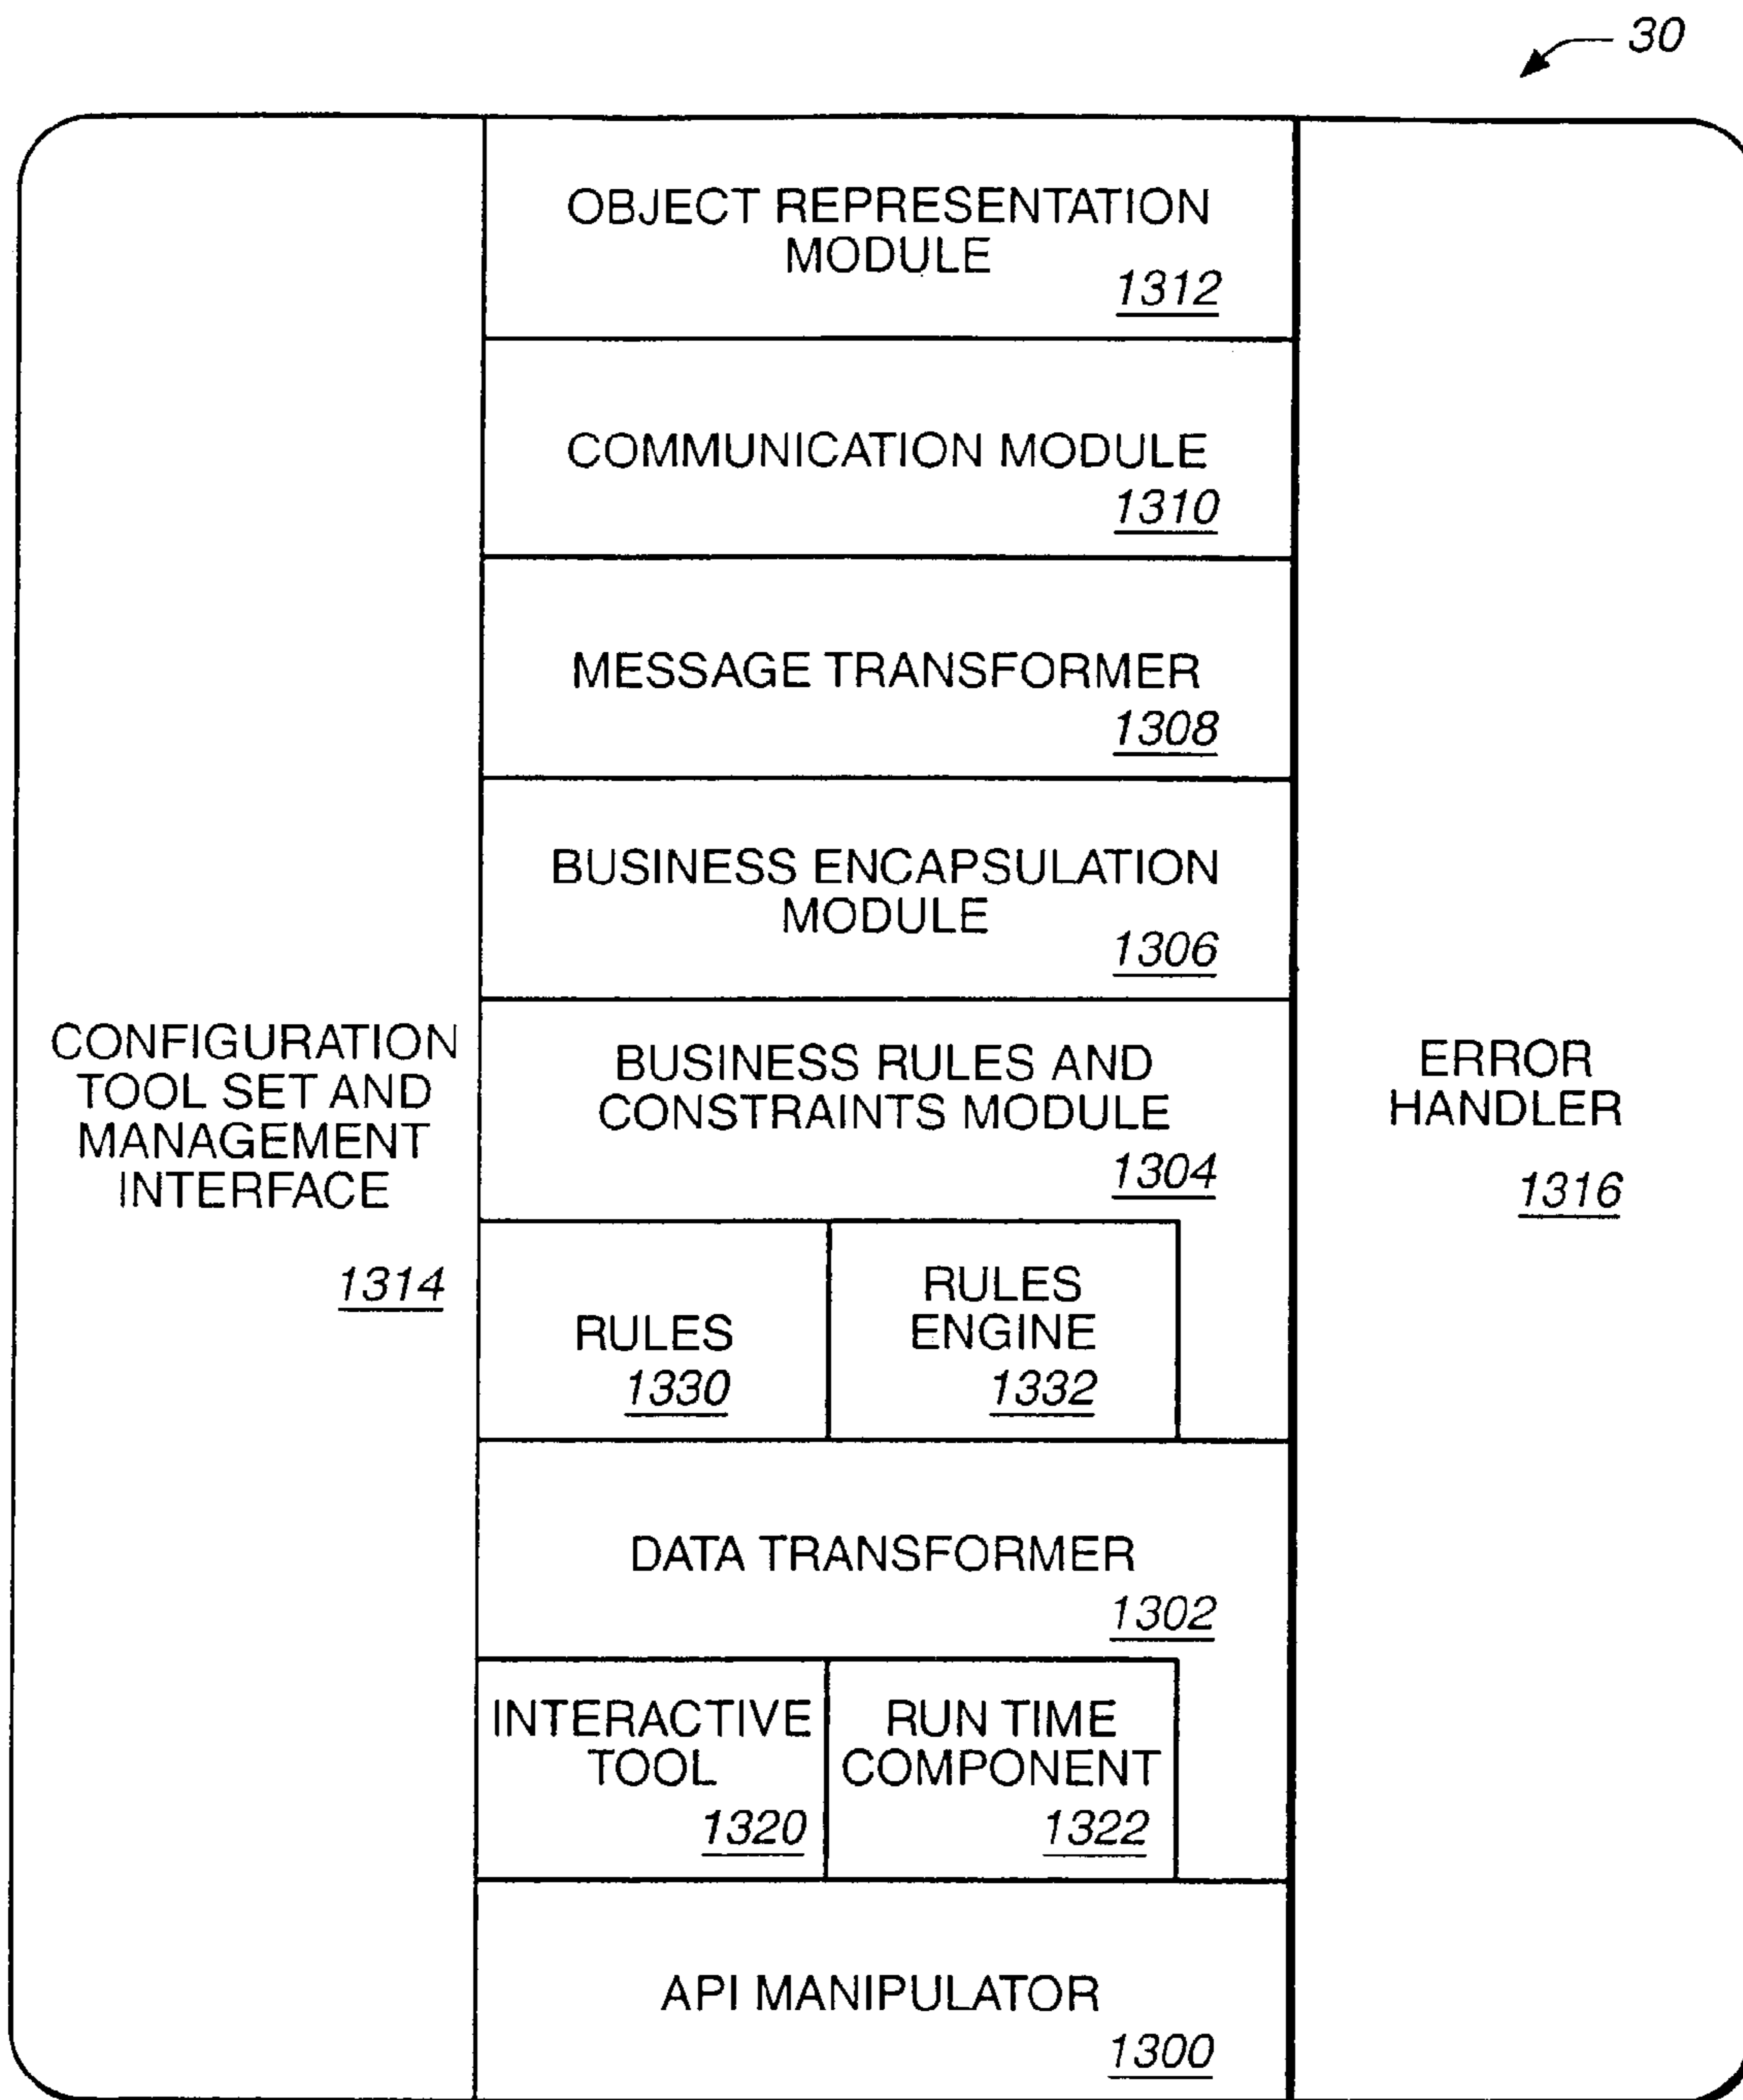 30
OBJECT REPRESENTATION
MODULE
1312
COMMUNICATION MODULE
1310
MESSAGE TRANSFORMER
1308
BUSINESS ENCAPSULATION
MODULE
1306
CONFIGURATION
TOOL SET AND
MANAGEMENT
INTERFACE
1314
BUSINESS RULES AND
CONSTRAINTS MODULE
1304
RULES
1330
RULES
ENGINE
1332
ERROR
HANDLER
1316
DATA TRANSFORMER
1302
INTERACTIVE
TOOL
1320
RUN TIME
COMPONENT
1322
API MANIPULATOR
1300